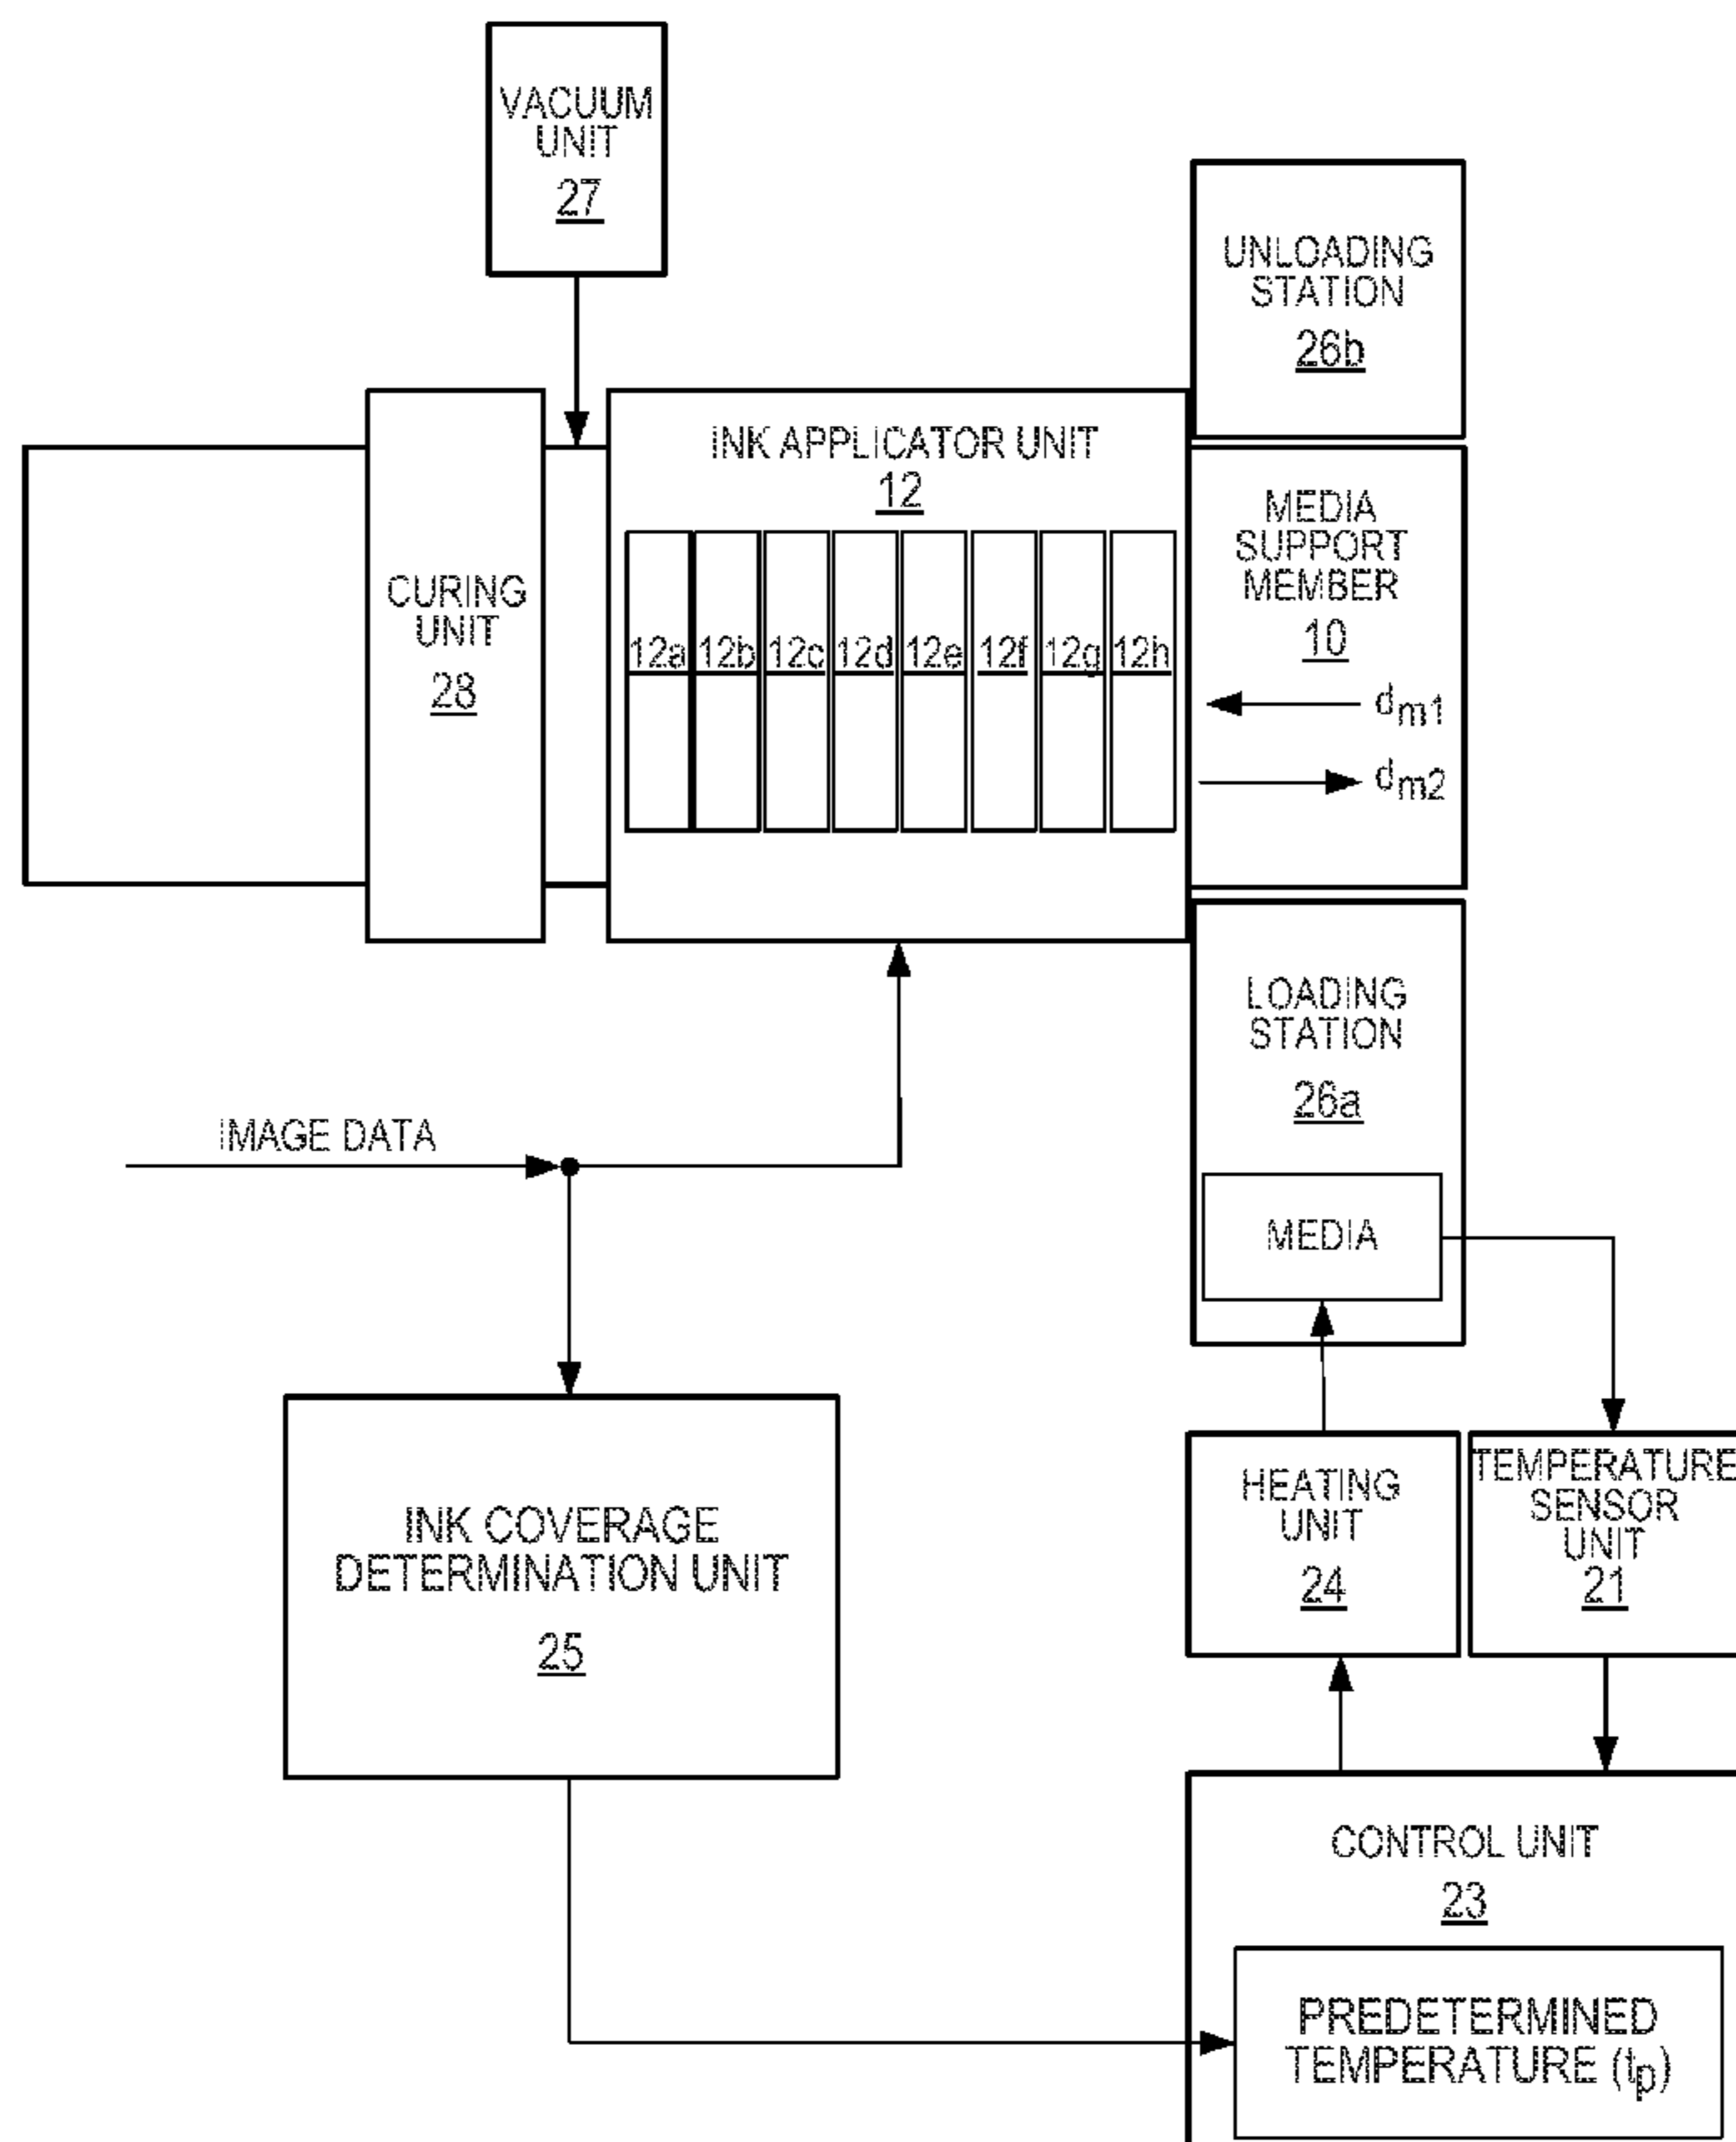 VACUUM
UNIT
27
UNLOADING
STATION
26b
INK APPLICATOR UNIT
12
MEDIA
SUPPORT
MEMBER
10
CURING
UNIT
28
12a 12b 12c 12d 12e 12f 12g 12h
dm1
dm2
LOADING
STATION
26a
IMAGE DATA
MEDIA
HEATING
UNIT
24
TEMPERATURE
SENSOR
UNIT
21
INK COVERAGE
DETERMINATION UNIT
25
CONTROL UNIT
23
PREDETERMINED
TEMPERATURE (tp)